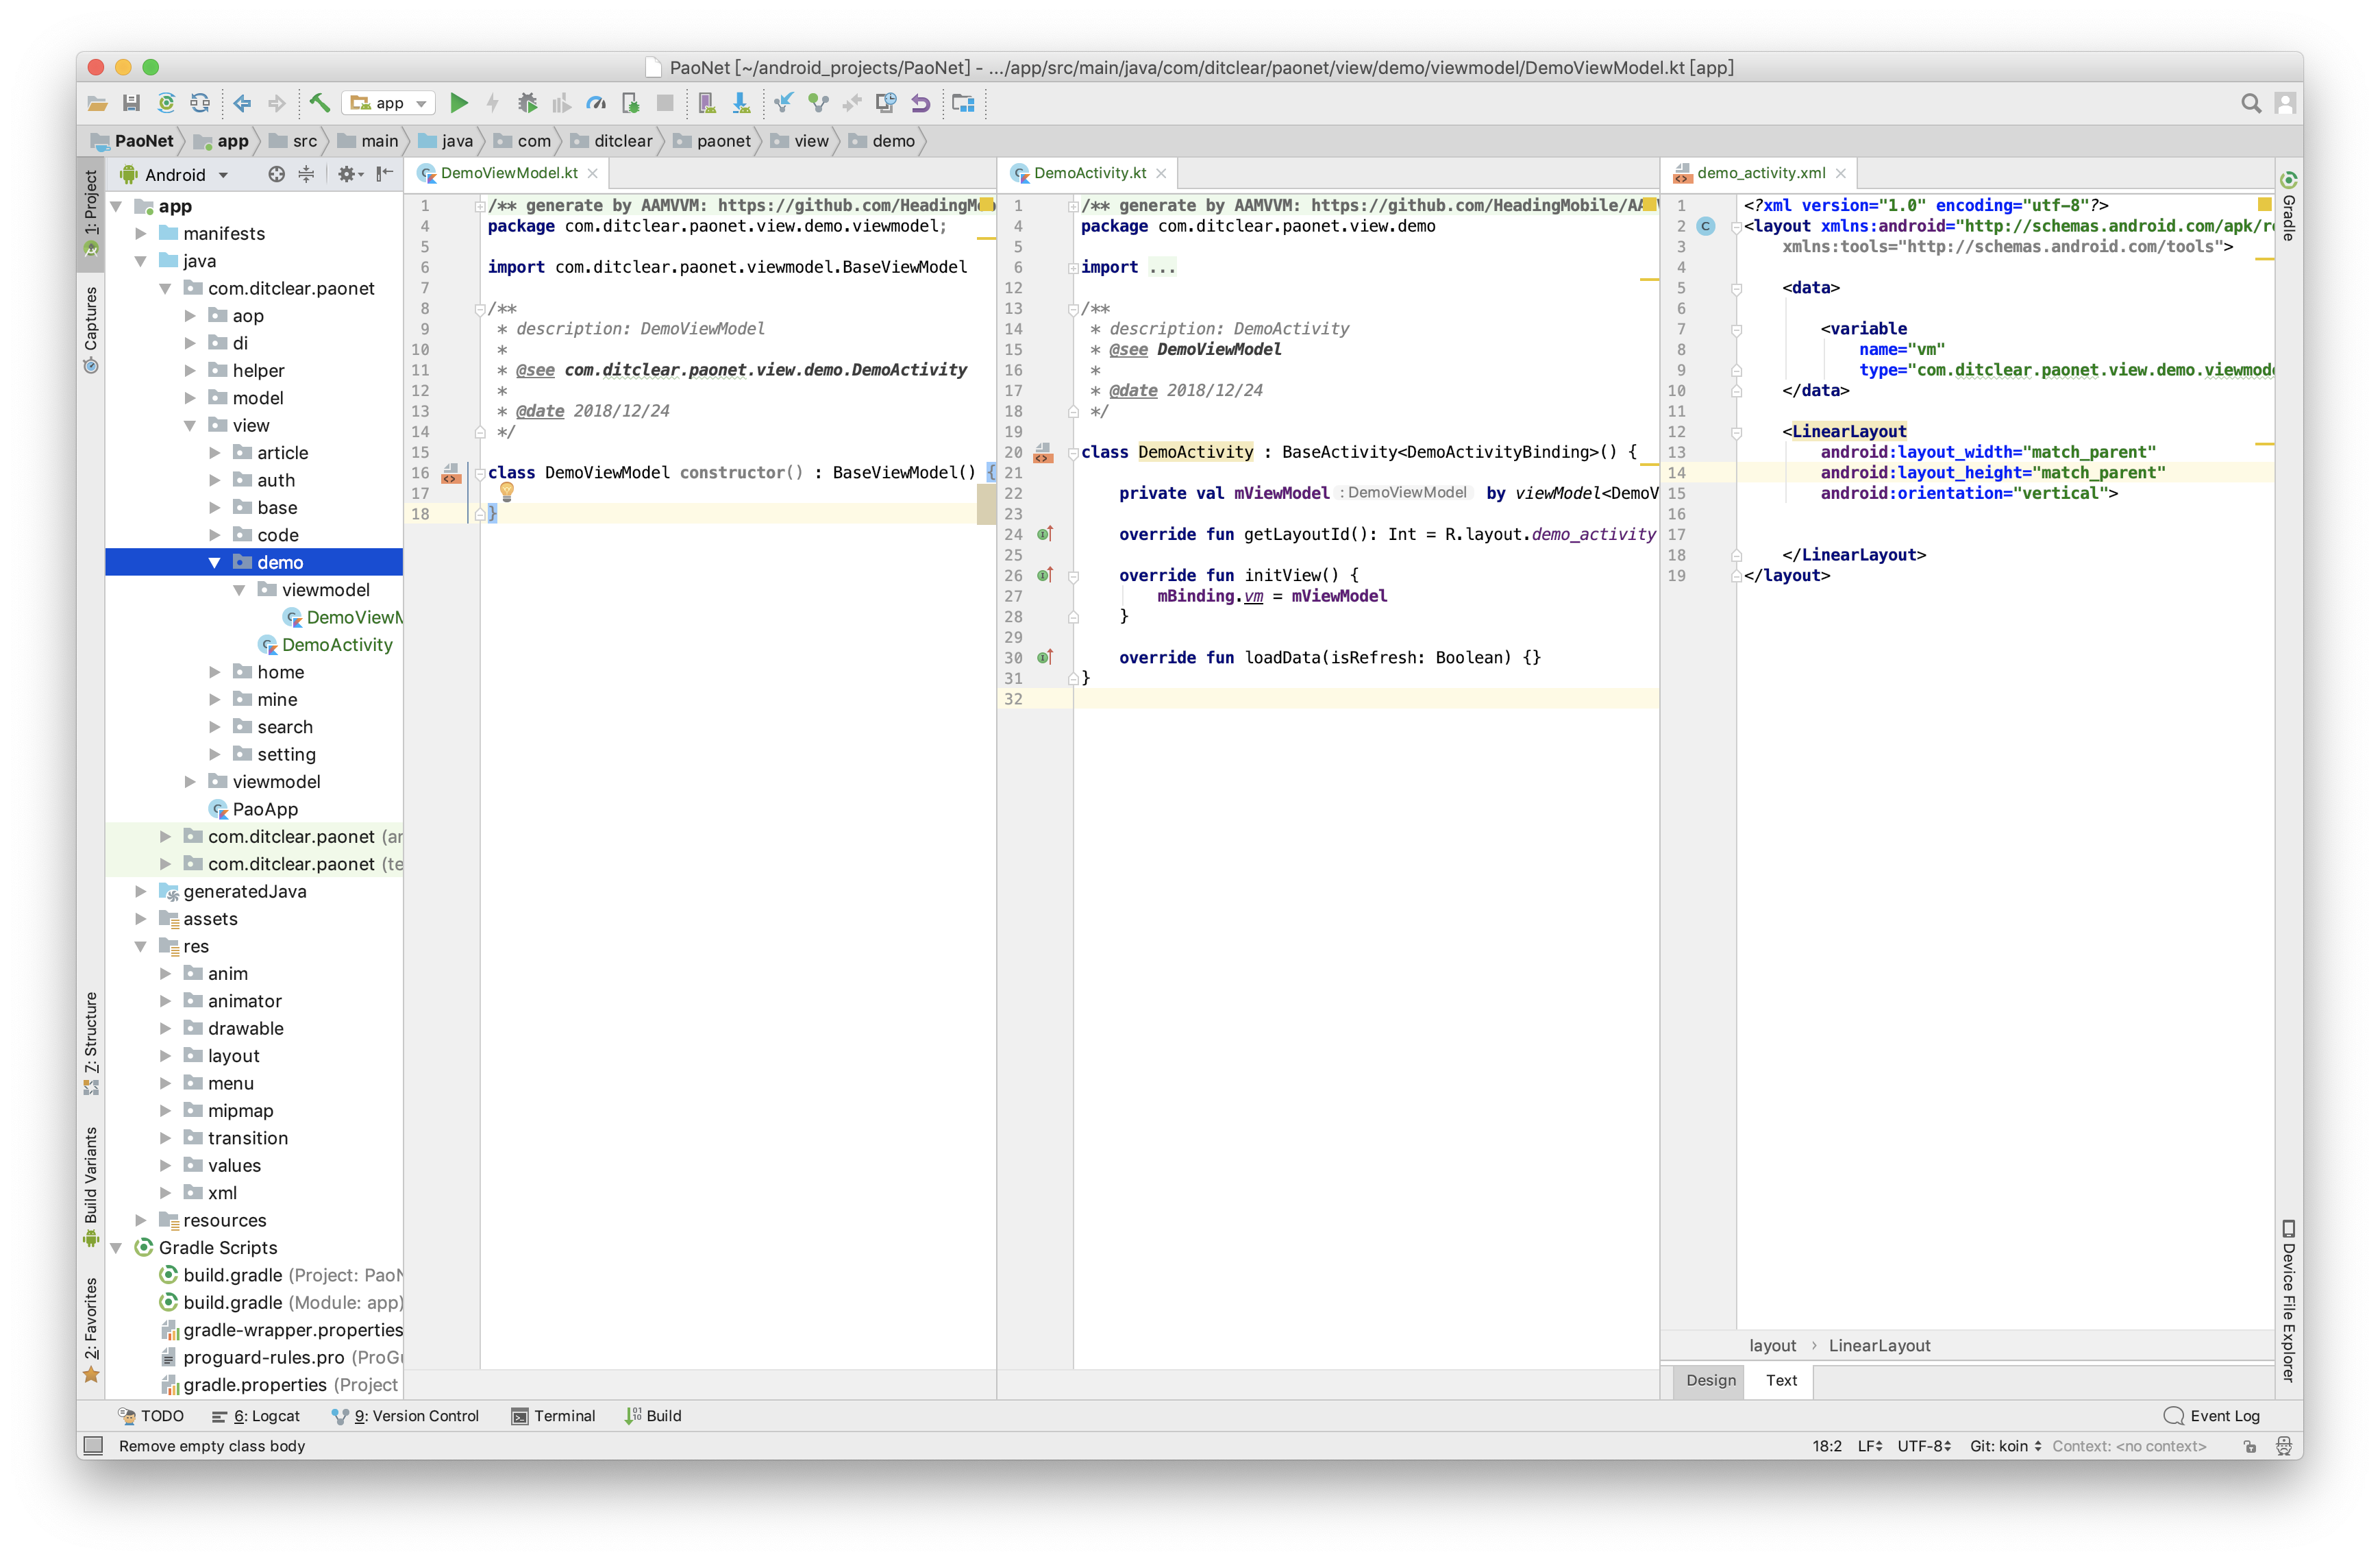 PaoNet [~/android_projects/PaoNet] - .../app/src/main/java/com/ditclear/paonet/view/demo/viewmodel/DemoViewModel.kt [app]
app
PaoNet app src main java com ditclear paonet view demo
1: Project
Captures
7: Structure
Build Variants
2: Favorites
Android
app
manifests
java
com.ditclear.paonet
aop
di
helper
model
view
article
auth
base
code
demo
viewmodel
DemoViewM
DemoActivity
home
mine
search
setting
viewmodel
PaoApp
com.ditclear.paonet (ar
com.ditclear.paonet (te
generatedJava
assets
res
anim
animator
drawable
layout
menu
mipmap
transition
values
xml
resources
Gradle Scripts
build.gradle (Project: PaoN
build.gradle (Module: app)
gradle-wrapper.properties
proguard-rules.pro (ProGu
gradle.properties (Project
DemoViewModel.kt
1 /** generate by AAMVVM: https://github.com/HeadingMo
4 package com.ditclear.paonet.view.demo.viewmodel;
5
6 import com.ditclear.paonet.viewmodel.BaseViewModel
7
8 /**
9 * description: DemoViewModel
10 *
11 * @see com.ditclear.paonet.view.demo.DemoActivity
12 *
13 * @date 2018/12/24
14 */
15
16 class DemoViewModel constructor() : BaseViewModel() {
17
18 }
DemoActivity.kt
1 /** generate by AAMVVM: https://github.com/HeadingMobile/AA
4 package com.ditclear.paonet.view.demo
5
6 import ...
12
13 /**
14 * description: DemoActivity
15 * @see DemoViewModel
16 *
17 * @date 2018/12/24
18 */
19
20 class DemoActivity : BaseActivity<DemoActivityBinding>() {
21
22 private val mViewModel : DemoViewModel by viewModel<DemoV
23
24 override fun getLayoutId(): Int = R.layout.demo_activity
25
26 override fun initView() {
27 mBinding.vm = mViewModel
28 }
29
30 override fun loadData(isRefresh: Boolean) {}
31 }
32
demo_activity.xml
1 <?xml version="1.0" encoding="utf-8"?>
2 <layout xmlns:android="http://schemas.android.com/apk/re
3 xmlns:tools="http://schemas.android.com/tools">
4
5 <data>
6
7 <variable
8 name="vm"
9 type="com.ditclear.paonet.view.demo.viewmode
10 </data>
11
12 <LinearLayout
13 android:layout_width="match_parent"
14 android:layout_height="match_parent"
15 android:orientation="vertical">
16
17
18 </LinearLayout>
19 </layout>
layout › LinearLayout
Design Text
Gradle
Device File Explorer
TODO 6: Logcat 9: Version Control Terminal Build Event Log
Remove empty class body 18:2 LF UTF-8 Git: koin Context: <no context>